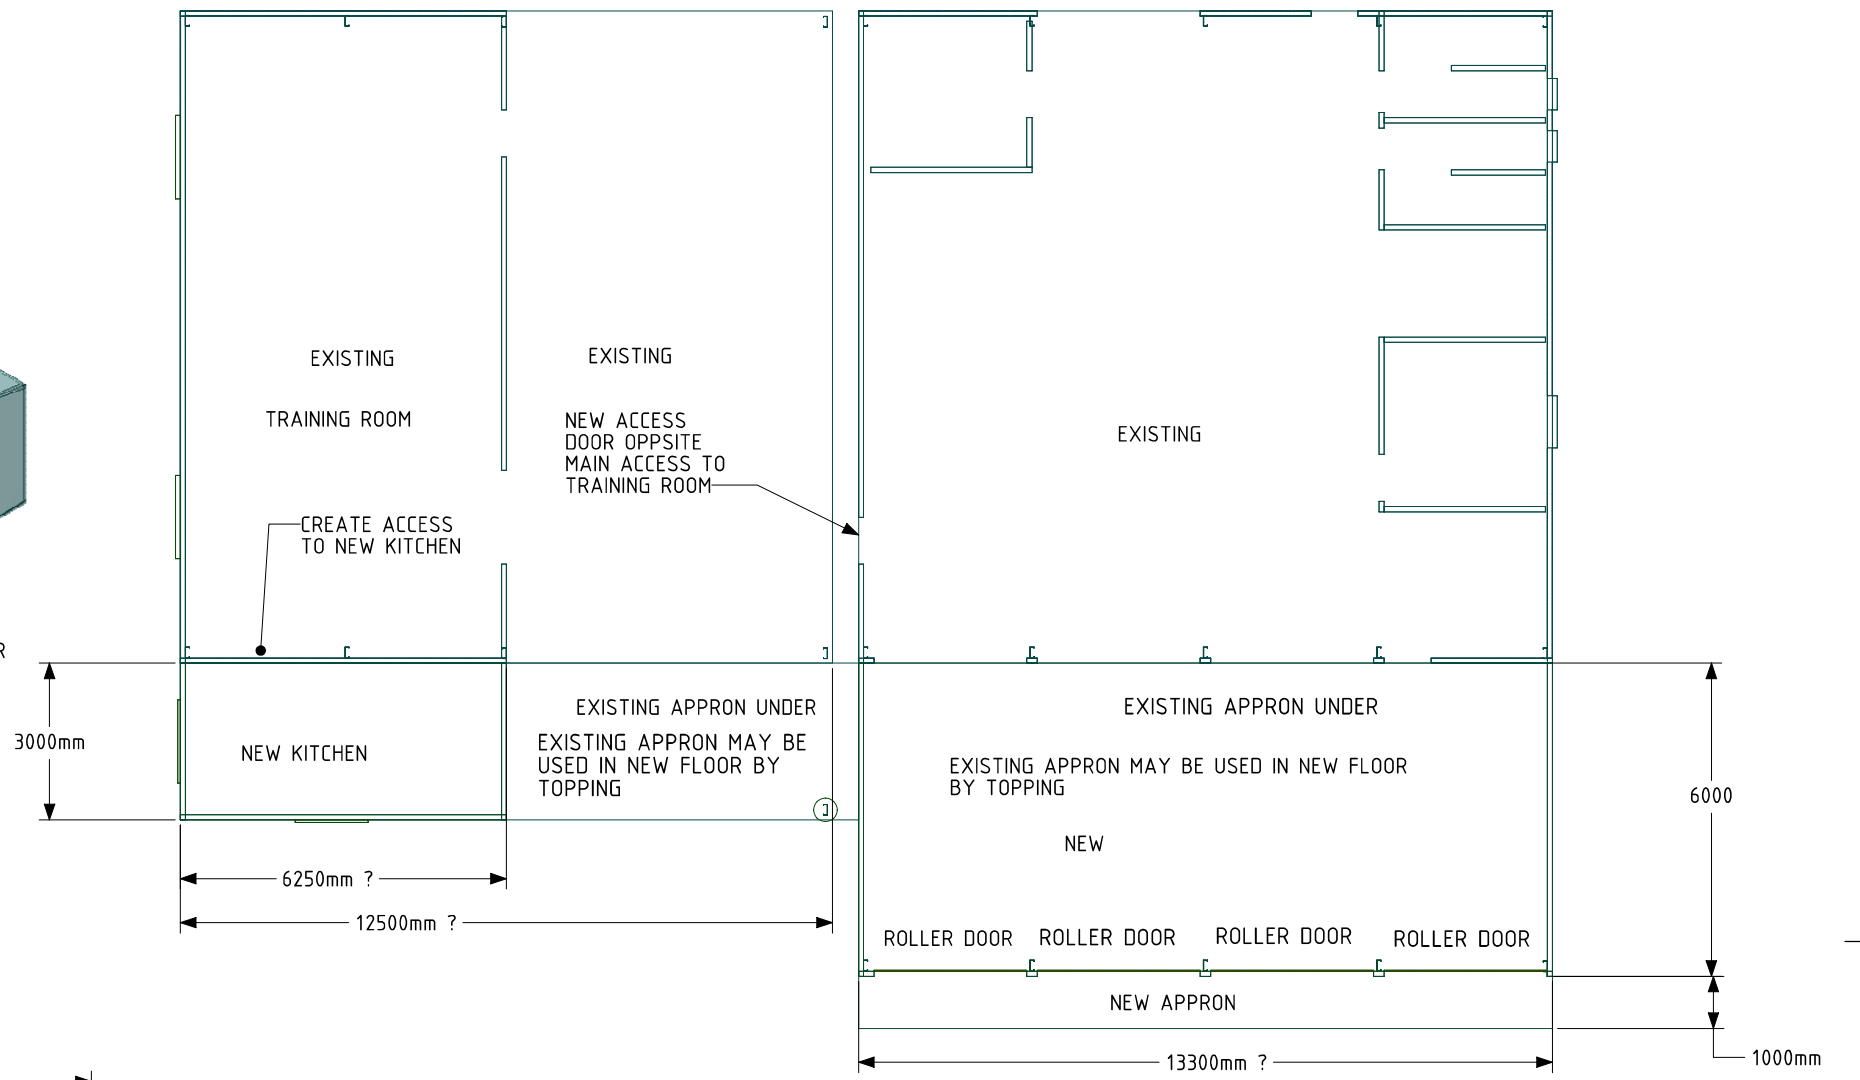 EXISTING
EXISTING
TRAINING ROOM
NEW ACCESS
DOOR OPPSITE
MAIN ACCESS TO
TRAINING ROOM
EXISTING
CREATE ACCESS
TO NEW KITCHEN
R
3000mm
NEW KITCHEN
EXISTING APPRON UNDER
EXISTING APPRON MAY BE
USED IN NEW FLOOR BY
TOPPING
EXISTING APPRON UNDER
EXISTING APPRON MAY BE USED IN NEW FLOOR
BY TOPPING
6000
NEW
6250mm ?
12500mm ?
ROLLER DOOR
ROLLER DOOR
ROLLER DOOR
ROLLER DOOR
NEW APPRON
13300mm ?
1000mm